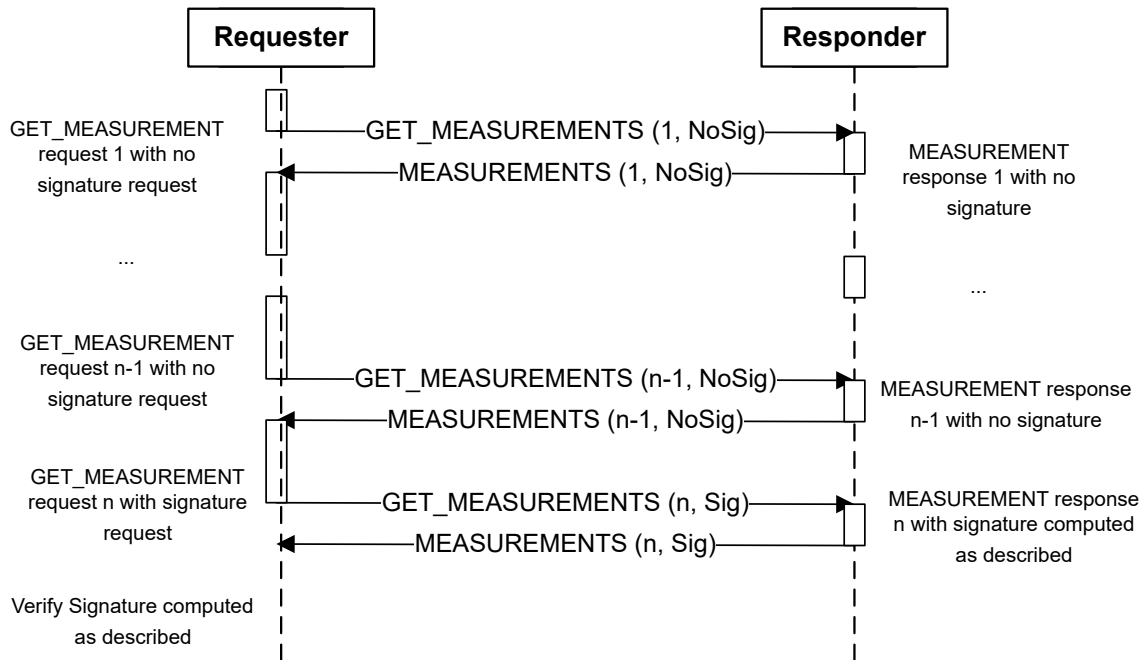 Requester
Responder
GET_MEASUREMENT
request 1 with no
signature request
GET_MEASUREMENTS (1, NoSig)
MEASUREMENTS (1, NoSig)
MEASUREMENT
response 1 with no
signature
...
...
GET_MEASUREMENT
request n-1 with no
signature request
GET_MEASUREMENTS (n-1, NoSig)
MEASUREMENTS (n-1, NoSig)
MEASUREMENT response
n-1 with no signature
GET_MEASUREMENT
request n with signature
request
GET_MEASUREMENTS (n, Sig)
MEASUREMENTS (n, Sig)
MEASUREMENT response
n with signature computed
as described
Verify Signature computed
as described